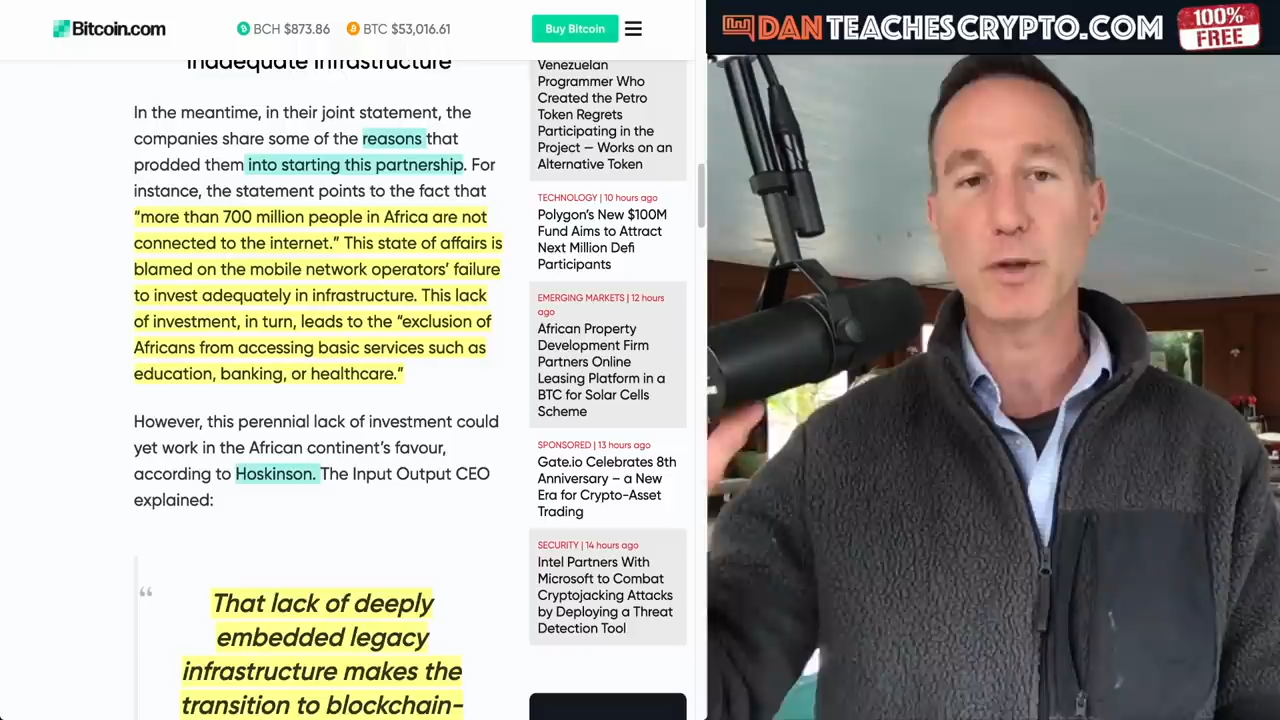 Bitcoin.com
BCH $873.86
BTC $53,016.61
Buy Bitcoin
inadequate infrastructure
In the meantime, in their joint statement, the
companies share some of the reasons that
prodded them into starting this partnership. For
instance, the statement points to the fact that
“more than 700 million people in Africa are not
connected to the internet.” This state of affairs is
blamed on the mobile network operators’ failure
to invest adequately in infrastructure. This lack
of investment, in turn, leads to the “exclusion of
Africans from accessing basic services such as
education, banking, or healthcare.”
However, this perennial lack of investment could
yet work in the African continent’s favour,
according to Hoskinson. The Input Output CEO
explained:
“
That lack of deeply
embedded legacy
infrastructure makes the
transition to blockchain-
Venezuelan
Programmer Who
Created the Petro
Token Regrets
Participating in the
Project — Works on an
Alternative Token
TECHNOLOGY | 10 hours ago
Polygon’s New $100M
Fund Aims to Attract
Next Million Defi
Participants
EMERGING MARKETS | 12 hours
ago
African Property
Development Firm
Partners Online
Leasing Platform in a
BTC for Solar Cells
Scheme
SPONSORED | 13 hours ago
Gate.io Celebrates 8th
Anniversary – a New
Era for Crypto-Asset
Trading
SECURITY | 14 hours ago
Intel Partners With
Microsoft to Combat
Cryptojacking Attacks
by Deploying a Threat
Detection Tool
DANTEACHESCRYPTO.COM
100%
FREE